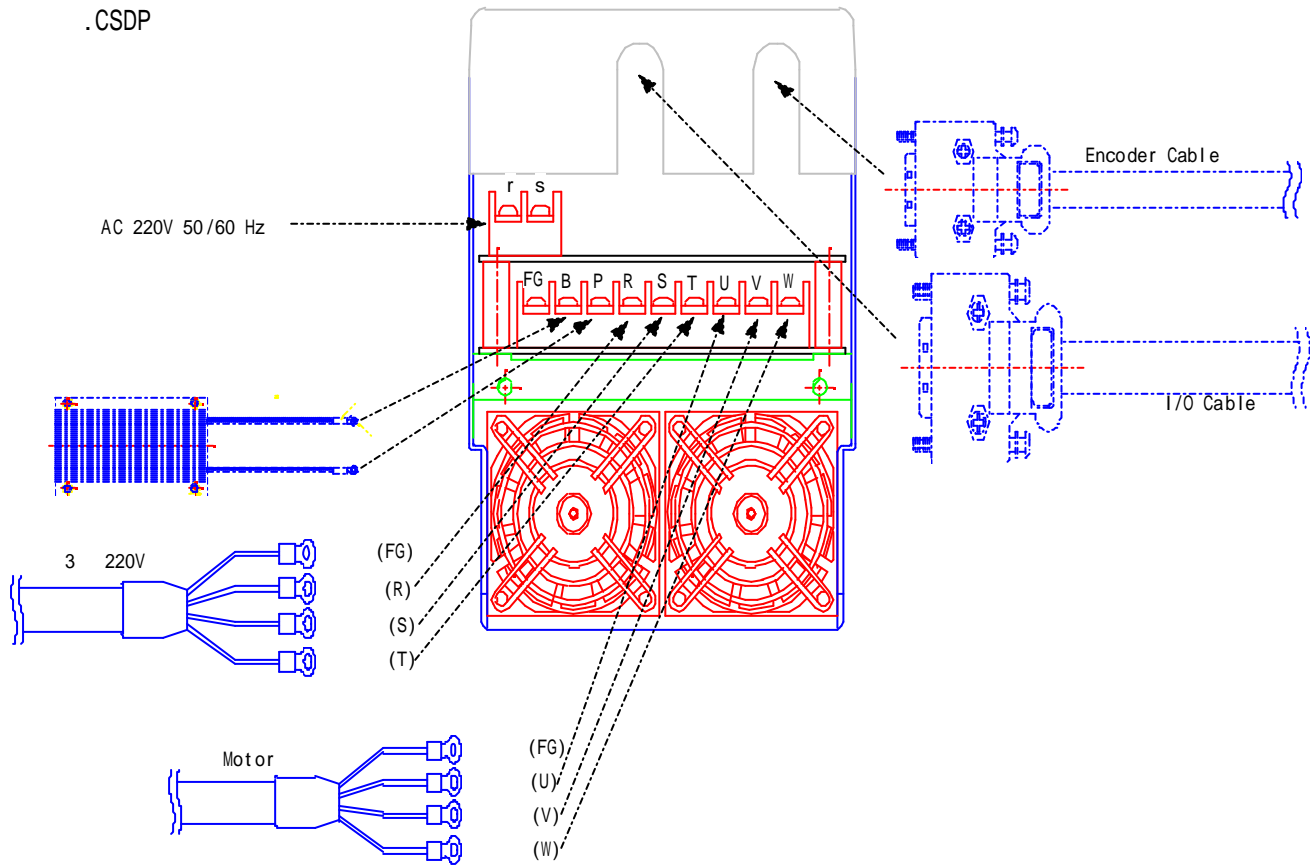 .CSDP
Encoder Cable
r s
AC 220V 50/60 Hz
FG B P R S T U V W
I/O Cable
3 220V
(FG)
(R)
(S)
(T)
Motor
(FG)
(U)
(V)
(W)